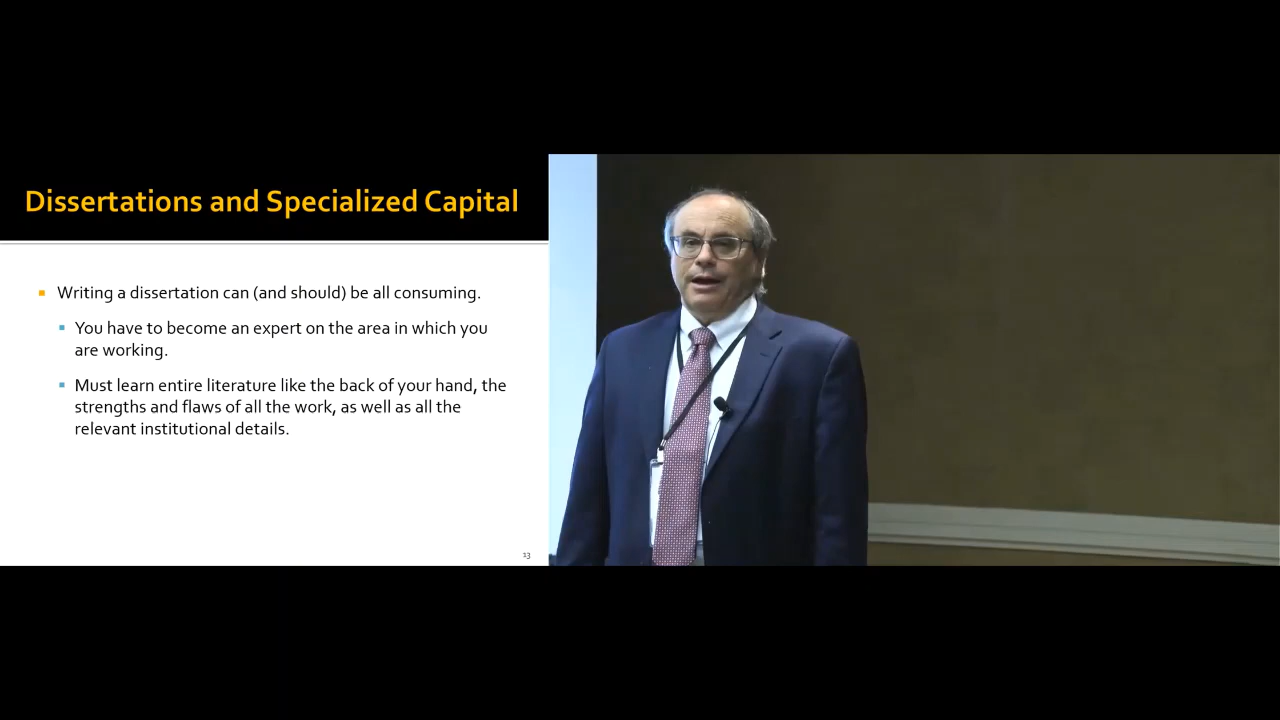 Dissertations and Specialized Capital
Writing a dissertation can (and should) be all consuming.
You have to become an expert on the area in which you
are working.
Must learn entire literature like the back of your hand, the
strengths and flaws of all the work, as well as all the
relevant institutional details.
13